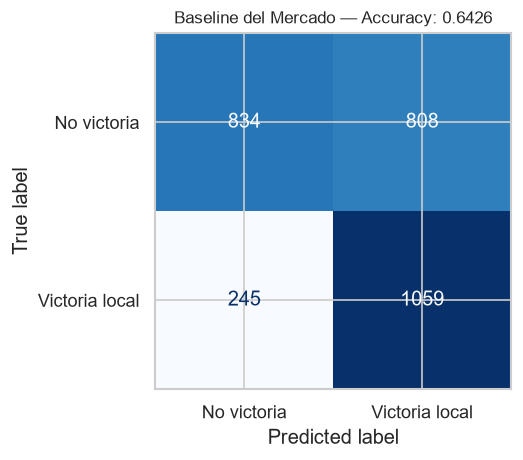 Baseline del Mercado — Accuracy: 0.6426
No victoria
834
808
True label
Victoria local
245
1059
No victoria
Victoria local
Predicted label